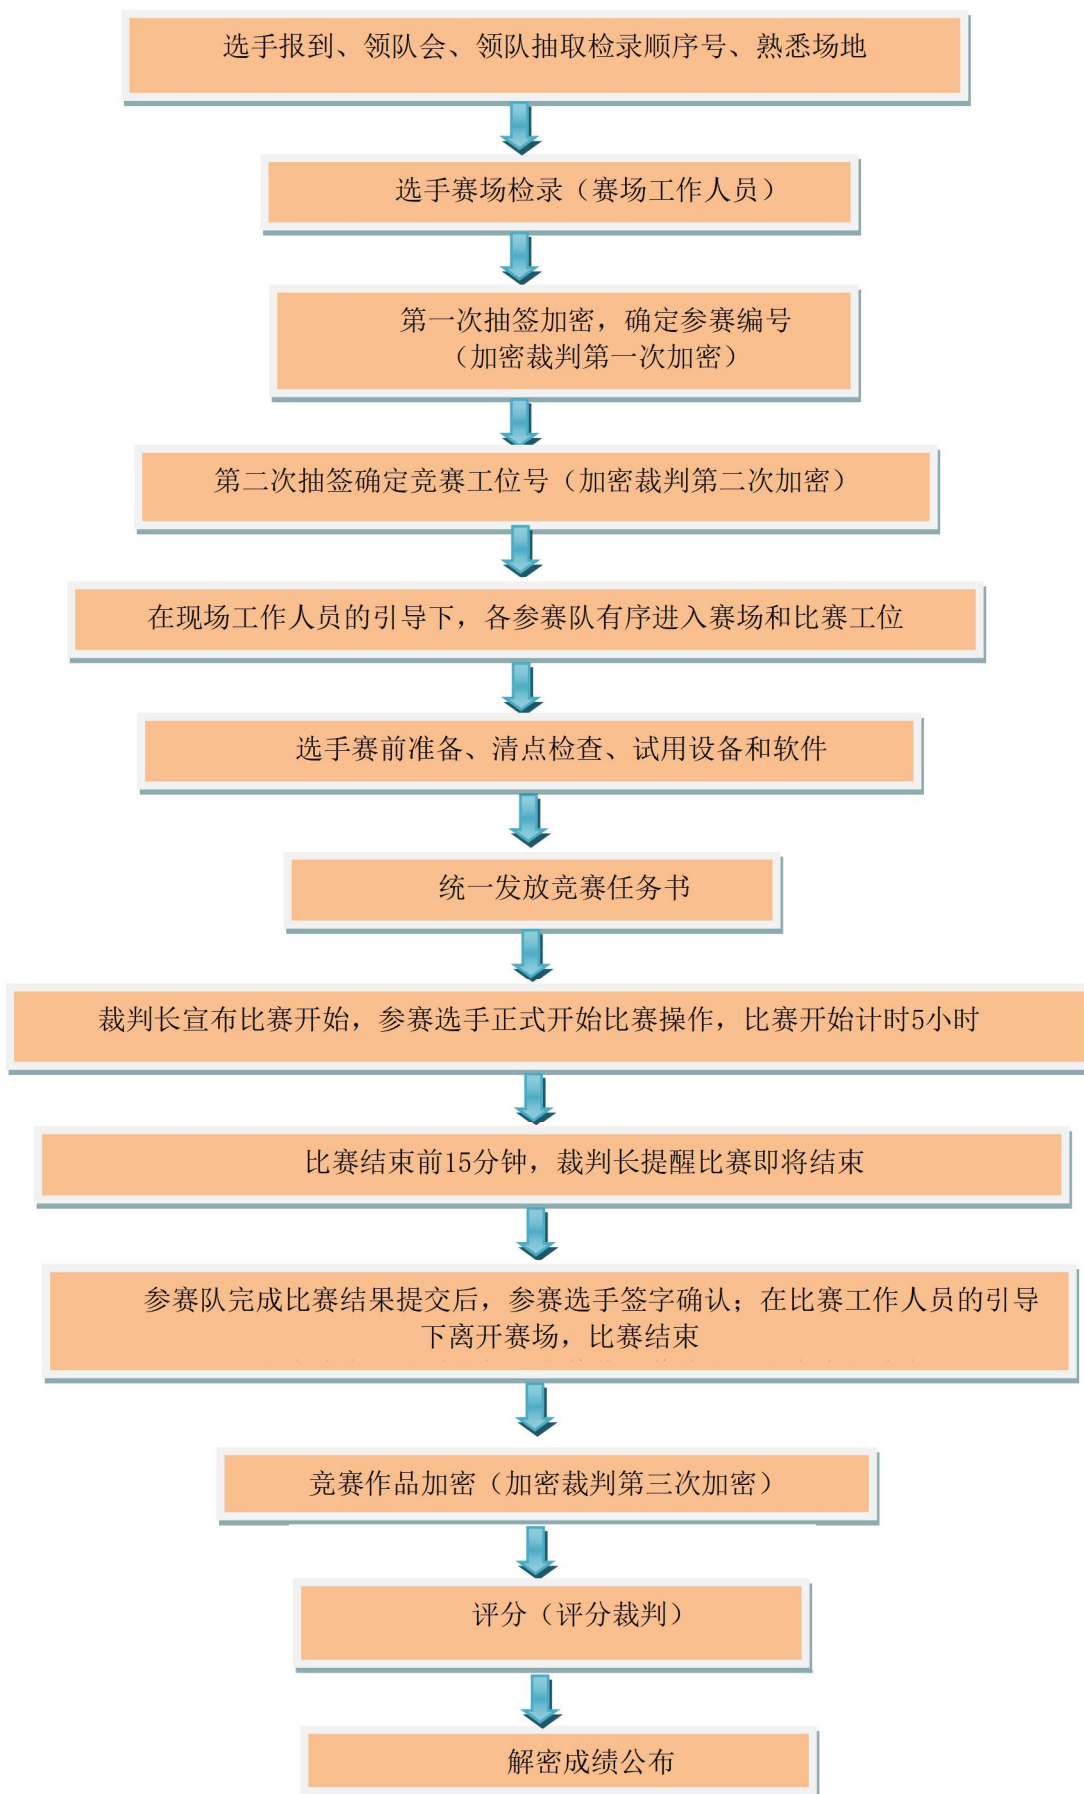 选手报到、领队会、领队抽取检录顺序号、熟悉场地
选手赛场检录（赛场工作人员）
第一次抽签加密，确定参赛编号
（加密裁判第一次加密）
第二次抽签确定竞赛工位号（加密裁判第二次加密）
在现场工作人员的引导下，各参赛队有序进入赛场和比赛工位
选手赛前准备、清点检查、试用设备和软件
统一发放竞赛任务书
裁判长宣布比赛开始，参赛选手正式开始比赛操作，比赛开始计时5小时
比赛结束前15分钟，裁判长提醒比赛即将结束
参赛队完成比赛结果提交后，参赛选手签字确认；在比赛工作人员的引导
下离开赛场，比赛结束
竞赛作品加密（加密裁判第三次加密）
评分（评分裁判）
解密成绩公布